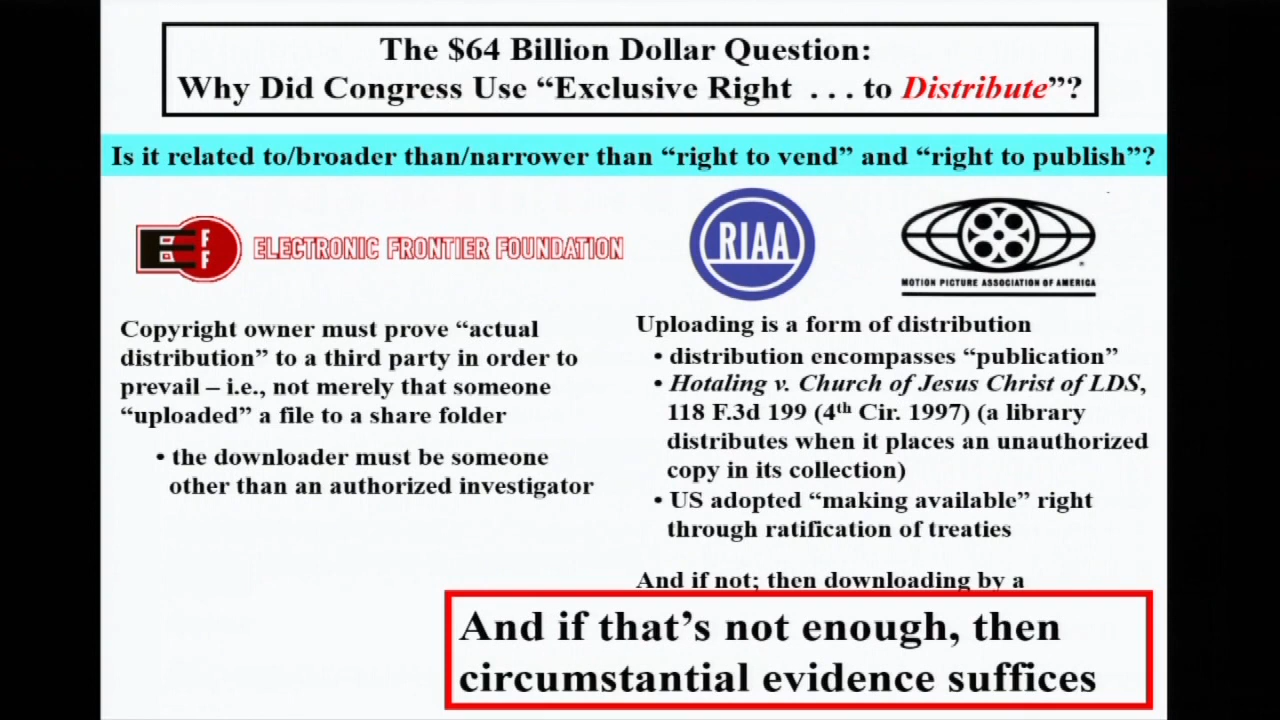 The $64 Billion Dollar Question:
Why Did Congress Use “Exclusive Right . . . to Distribute”?
Is it related to/broader than/narrower than “right to vend” and “right to publish”?
EFF
ELECTRONIC FRONTIER FOUNDATION
RIAA
MOTION PICTURE ASSOCIATION OF AMERICA
Copyright owner must prove “actual
distribution” to a third party in order to
prevail – i.e., not merely that someone
“uploaded” a file to a share folder
• the downloader must be someone
other than an authorized investigator
Uploading is a form of distribution
• distribution encompasses “publication”
• Hotaling v. Church of Jesus Christ of LDS,
118 F.3d 199 (4th Cir. 1997) (a library
distributes when it places an unauthorized
copy in its collection)
• US adopted “making available” right
through ratification of treaties
And if not; then downloading by a
And if that’s not enough, then
circumstantial evidence suffices